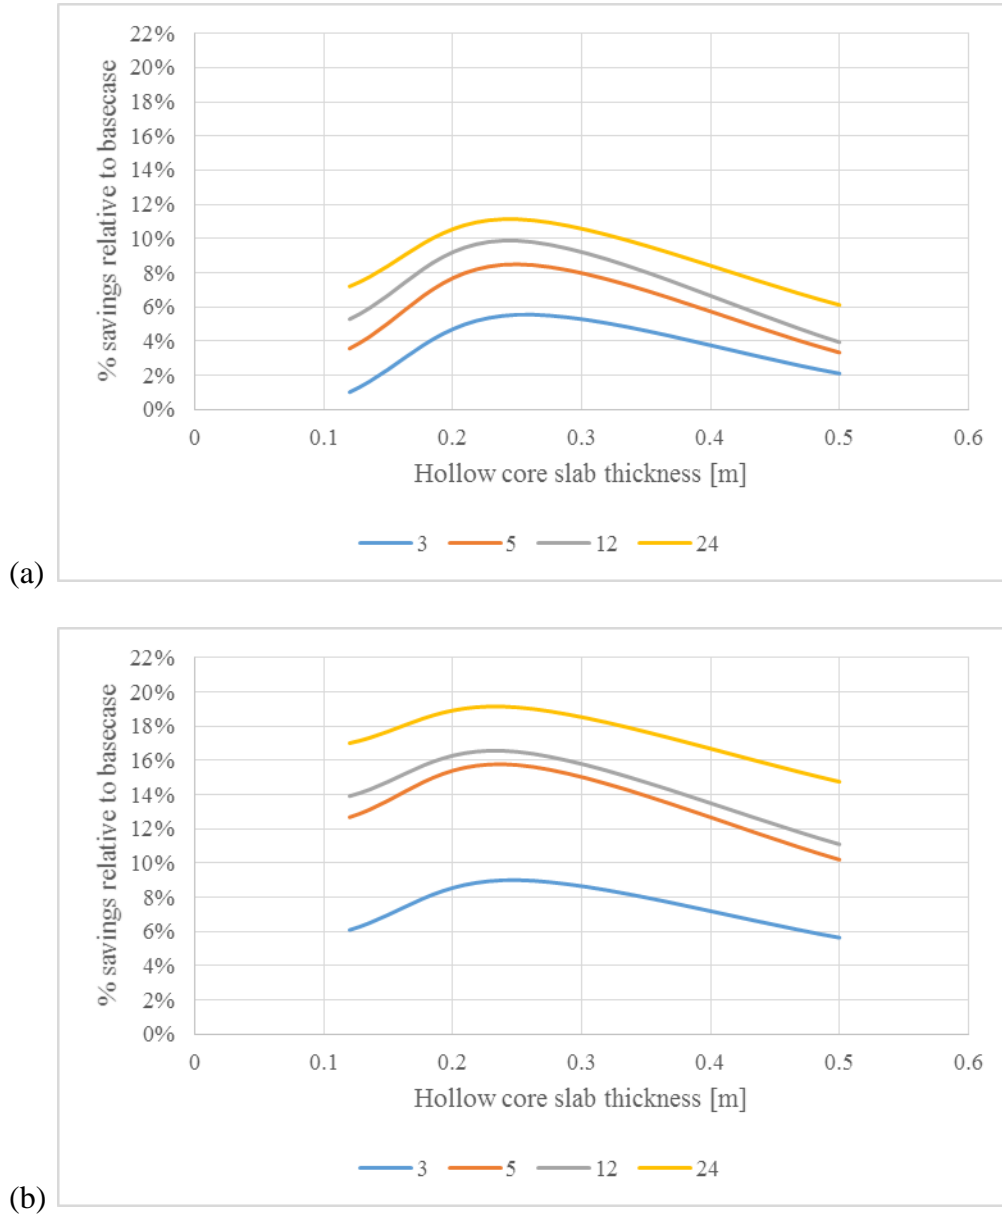 22%
20%
18%
16%
14%
12%
10%
8%
6%
4%
2%
0%
% savings relative to basecase
0 0.1 0.2 0.3 0.4 0.5 0.6
Hollow core slab thickness [m]
3 5 12 24
(a)
22%
20%
18%
16%
14%
12%
10%
8%
6%
4%
2%
0%
% savings relative to basecase
0 0.1 0.2 0.3 0.4 0.5 0.6
Hollow core slab thickness [m]
3 5 12 24
(b)